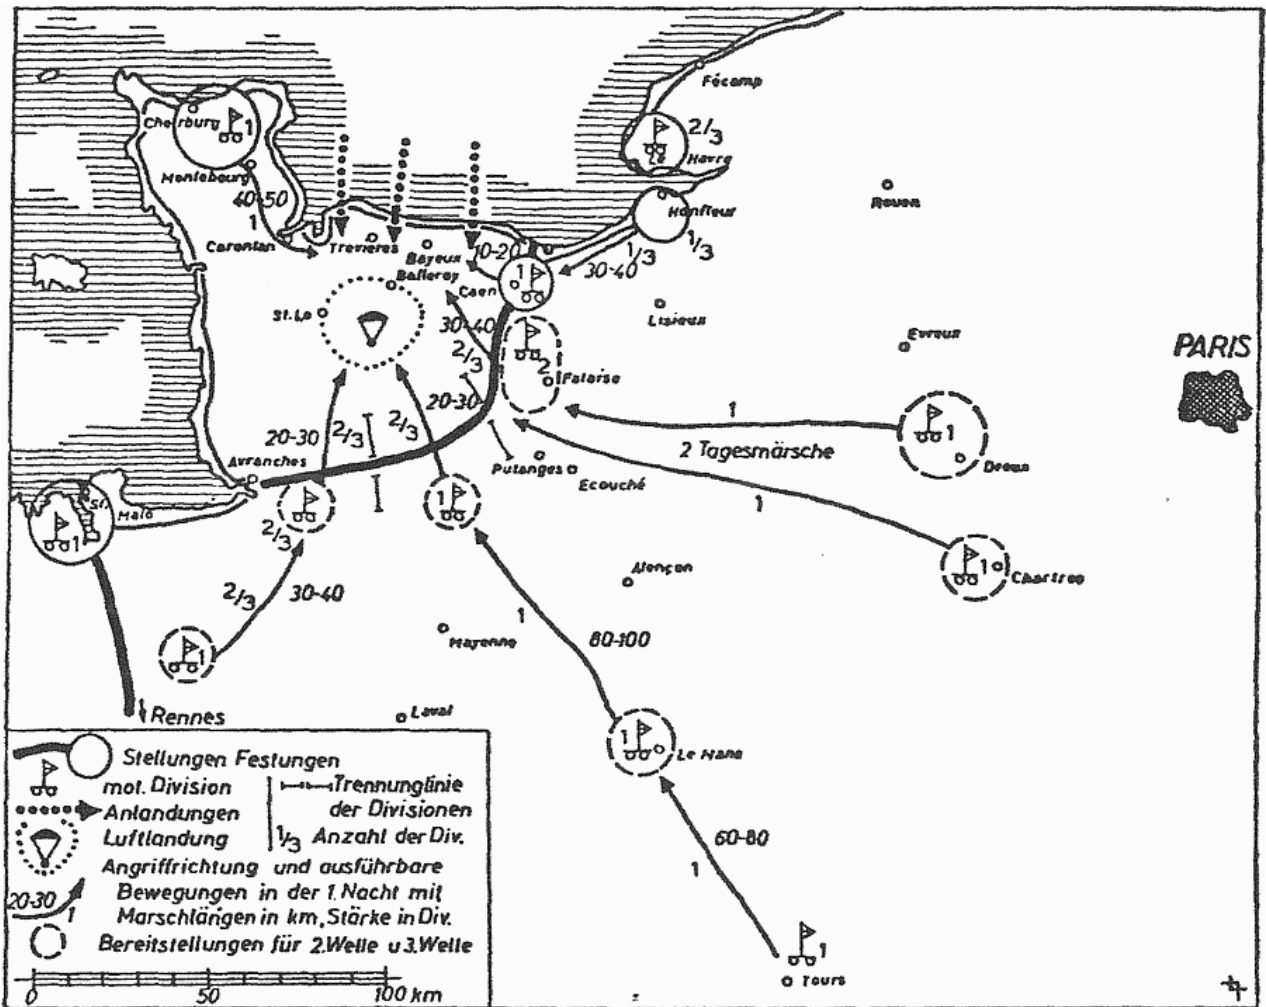 Fécamp
Cherburg 1
2/3
Le Havre
Montebourg
Rouen
40-50
Honfleur
1
Carentan
Trevieres
Bayeux
10-20
1/3
1/3
30-40
Balleroy
Caen
1
St. Lo
Lisieux
30-40
Evreux
PARIS
2/3
2
Falaise
20-30
1
1
20-30
2/3
2/3
2 Tagesmärsche
Dreux
Avranches
Putanges
Ecouché
1
St. Malo
1
1
2/3
1
Chartres
Alençon
2/3
30-40
1
1
Mayenne
80-100
Rennes
Laval
1
Le Mans
Stellungen Festungen
mot. Division
Trennunglinie
der Divisionen
Anlandungen
Luftlandung
1/3 Anzahl der Div.
Angriffrichtung und ausführbare
20-30
Bewegungen in der 1. Nacht mit
1
Marschlängen in km, Stärke in Div.
Bereitstellungen für 2. Welle u 3. Welle
0 50 100 km
60-80
1
1
Tours